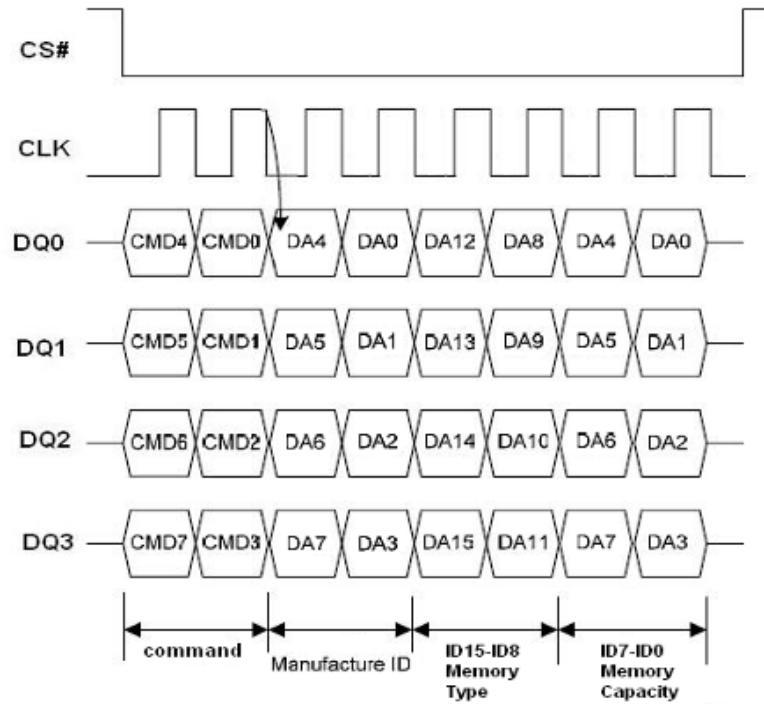 CS#
CLK
DQ0 CMD4 CMD0 DA4 DA0 DA12 DA8 DA4 DA0
DQ1 CMD5 CMD1 DA5 DA1 DA13 DA9 DA5 DA1
DQ2 CMD6 CMD2 DA6 DA2 DA14 DA10 DA6 DA2
DQ3 CMD7 CMD3 DA7 DA3 DA15 DA11 DA7 DA3
command
Manufacture ID
ID15-ID8
Memory
Type
ID7-ID0
Memory
Capacity